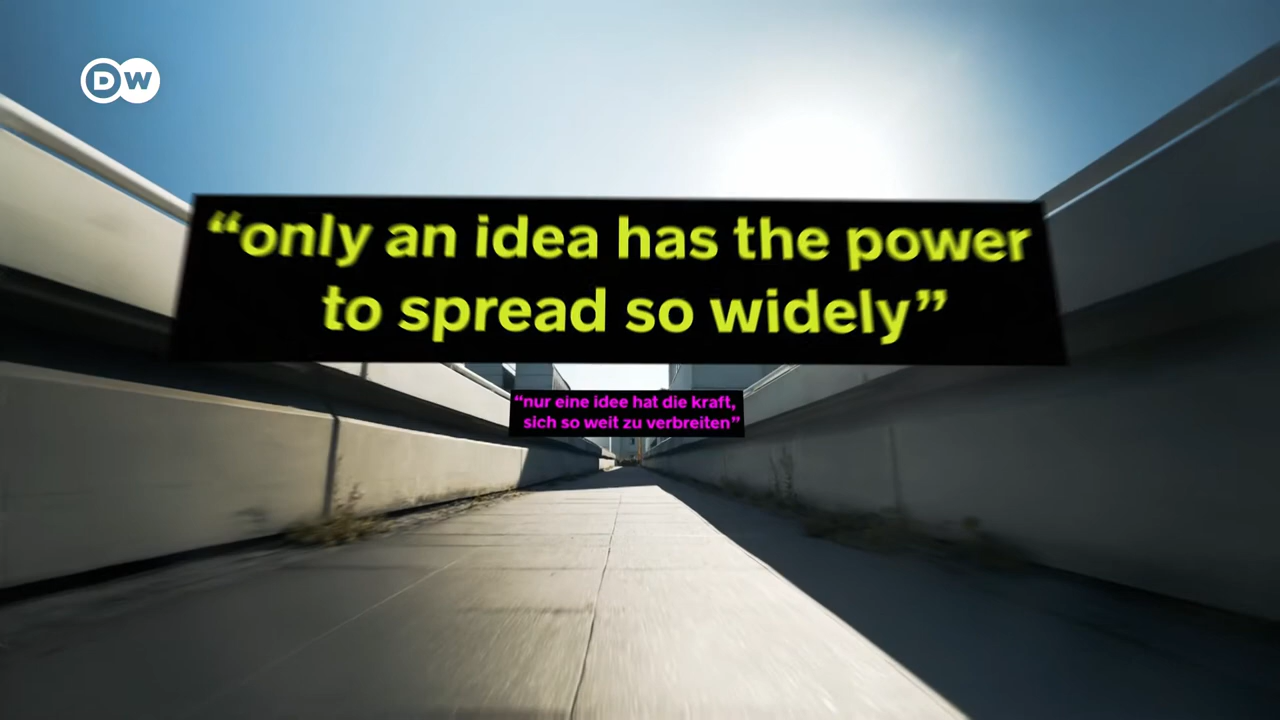 DW
“only an idea has the power
to spread so widely”
“nur eine idee hat die kraft,
sich so weit zu verbreiten”